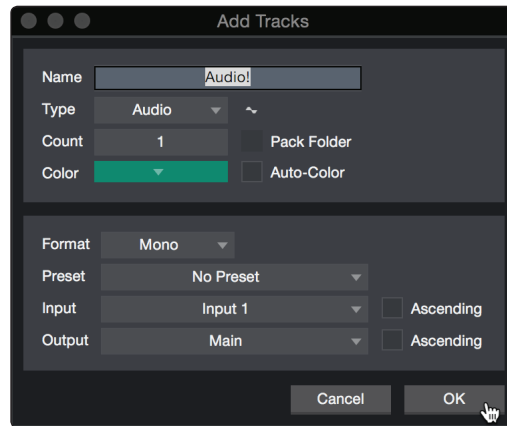 Add Tracks
Name Audio!
Type Audio
Count 1 Pack Folder
Color Auto-Color
Format Mono
Preset No Preset
Input Input 1 Ascending
Output Main Ascending
Cancel OK